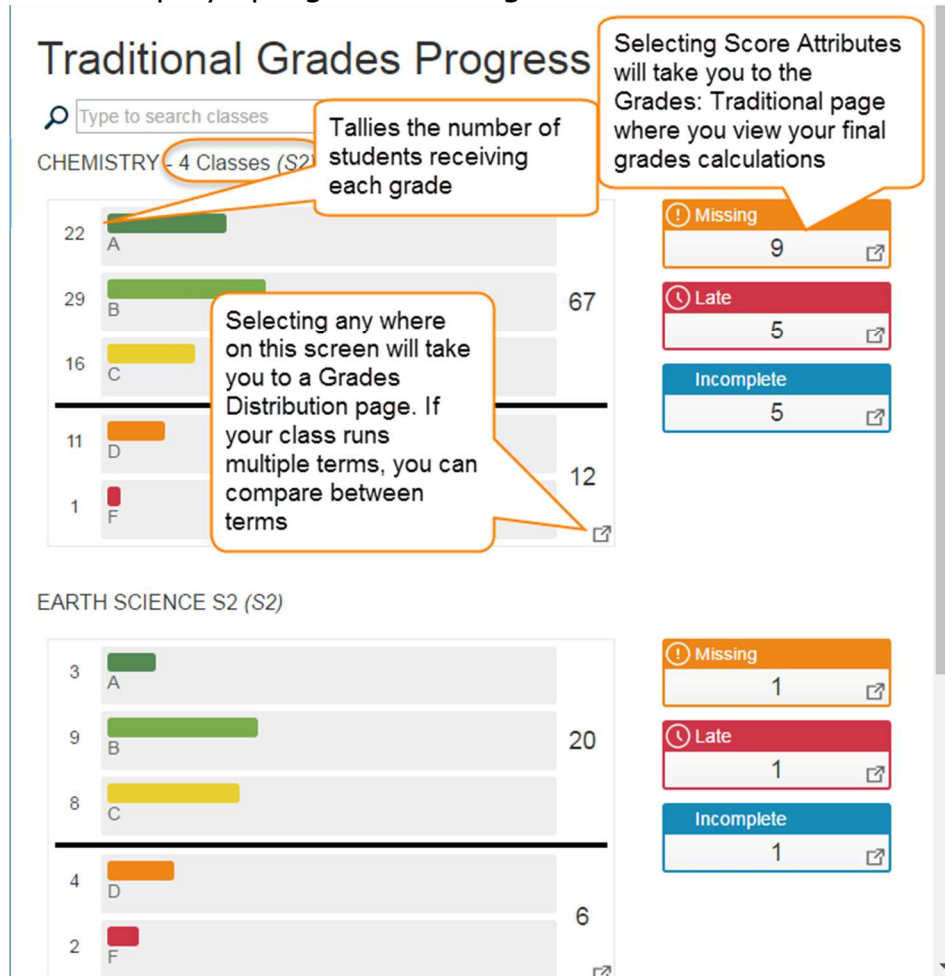 Traditional Grades Progress
Type to search classes
CHEMISTRY - 4 Classes (S2)
Tallies the number of
students receiving
each grade
Selecting Score Attributes
will take you to the
Grades: Traditional page
where you view your final
grades calculations
22
A
29
B
16
C
67
11
D
1
F
12
Selecting any where
on this screen will take
you to a Grades
Distribution page. If
your class runs
multiple terms, you can
compare between
terms
Missing
9
Late
5
Incomplete
5
EARTH SCIENCE S2 (S2)
3
A
9
B
8
C
20
4
D
2
F
6
Missing
1
Late
1
Incomplete
1